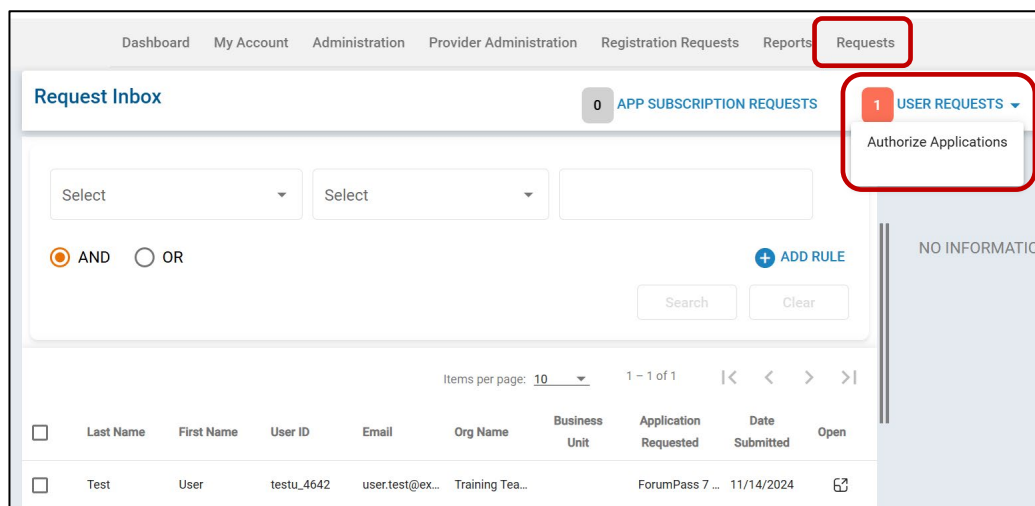 Dashboard My Account Administration Provider Administration Registration Requests Reports Requests
Request Inbox 0 APP SUBSCRIPTION REQUESTS 1 USER REQUESTS
Authorize Applications
Select Select
AND OR ADD RULE
NO INFORMATIO
Search Clear
Items per page: 10 1 – 1 of 1
Last Name First Name User ID Email Org Name Business Unit Application Requested Date Submitted Open
Test User testu_4642 user.test@ex... Training Tea... ForumPass 7 ... 11/14/2024